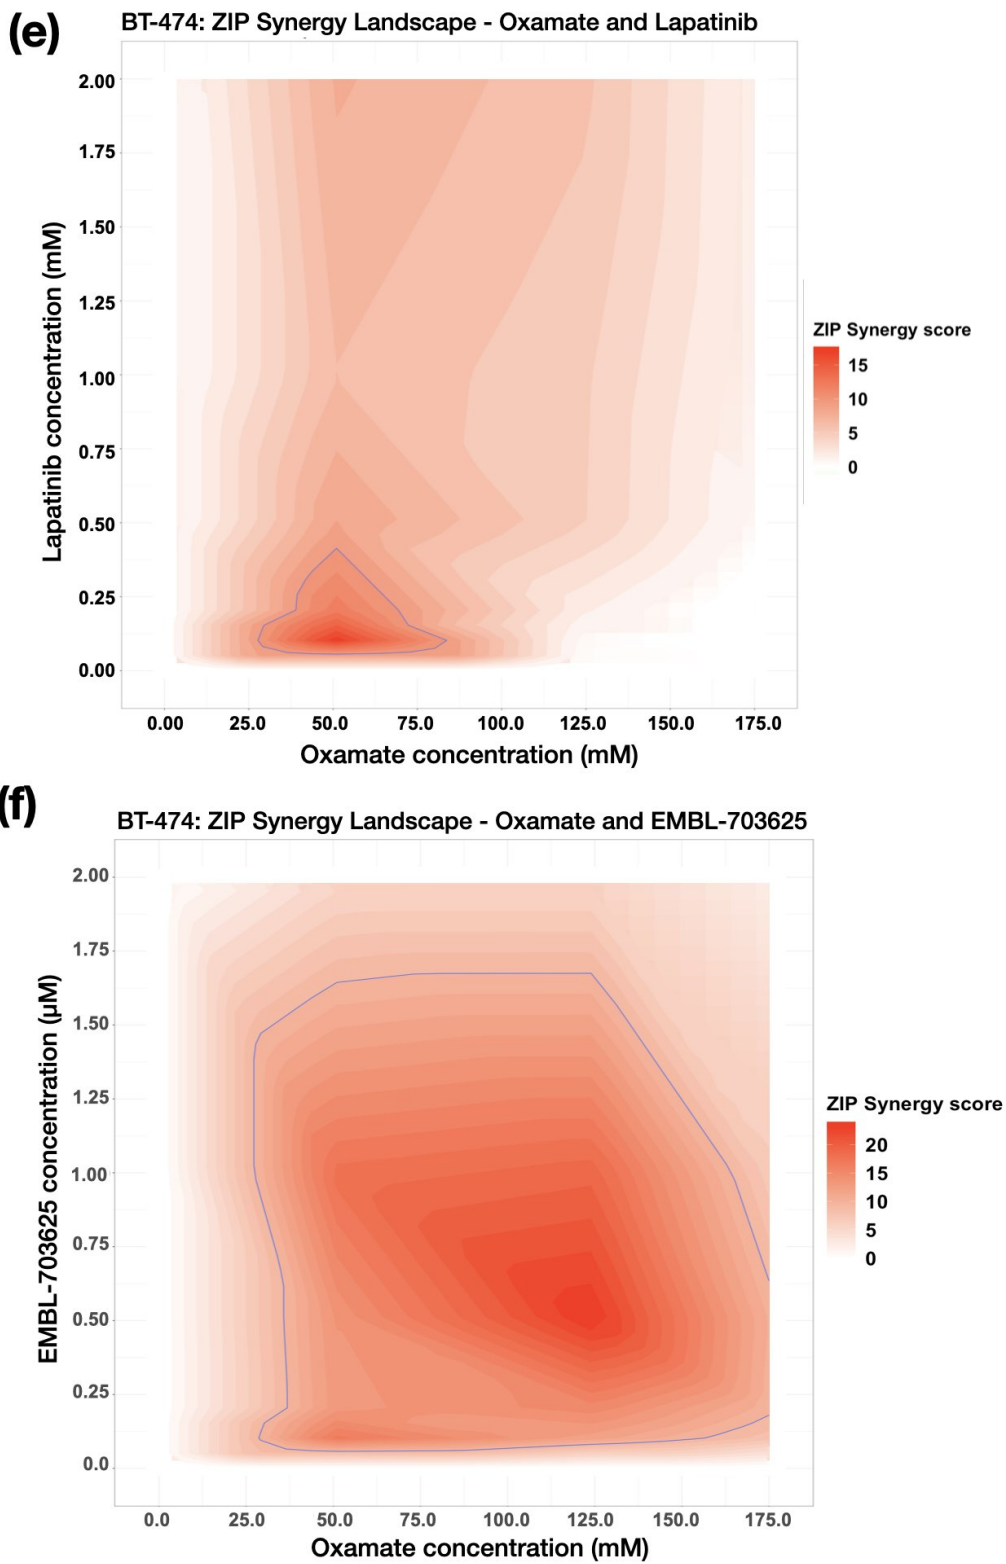 (e)
BT-474: ZIP Synergy Landscape - Oxamate and Lapatinib
Lapatinib concentration (mM)
2.00
1.75
1.50
1.25
1.00
0.75
0.50
0.25
0.00
0.00 25.0 50.0 75.0 100.0 125.0 150.0 175.0
Oxamate concentration (mM)
ZIP Synergy score
15
10
5
0
(f)
BT-474: ZIP Synergy Landscape - Oxamate and EMBL-703625
EMBL-703625 concentration (µM)
2.00
1.75
1.50
1.25
1.00
0.75
0.50
0.25
0.0
0.0 25.0 50.0 75.0 100.0 125.0 150.0 175.0
Oxamate concentration (mM)
ZIP Synergy score
20
15
10
5
0